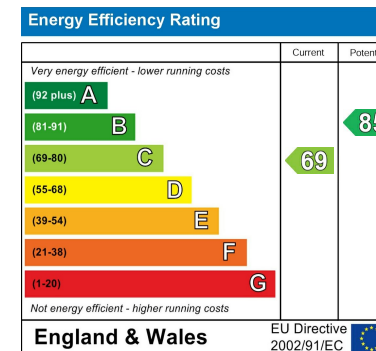 Energy Efficiency Rating
Current Potent
Very energy efficient - lower running costs
(92 plus) A
(81-91) B
(69-80) C
(55-68) D
(39-54) E
(21-38) F
(1-20) G
69
85
Not energy efficient - higher running costs
England & Wales
EU Directive
2002/91/EC